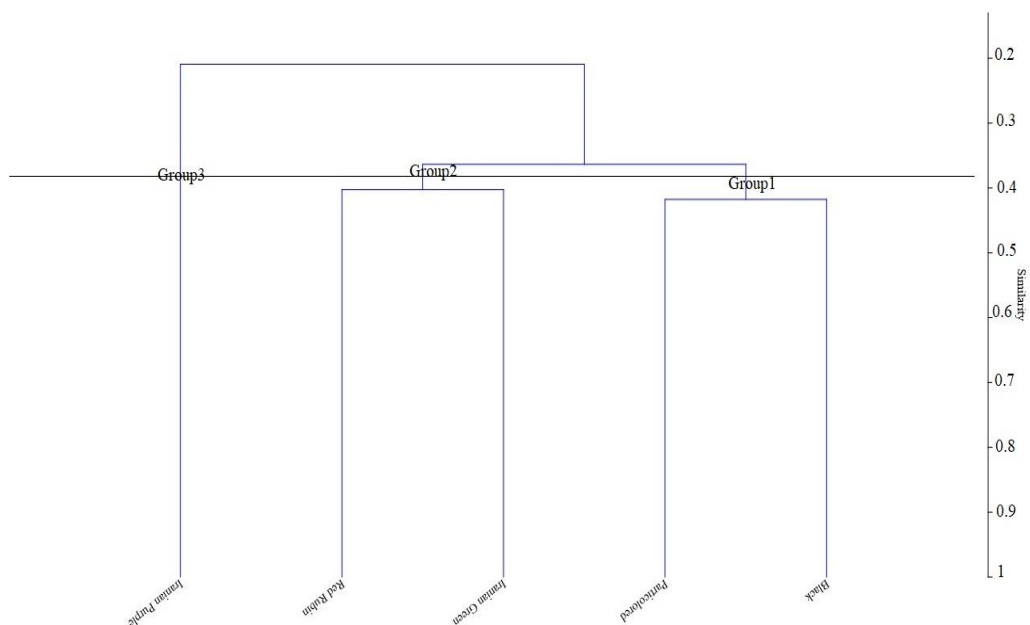 0.2
0.3
Group3
Group2
Group1
0.4
0.5
Similarity
0.6
0.7
0.8
0.9
1
Iranian Purple
Red Rubin
Iranian Green
Particolored
Black